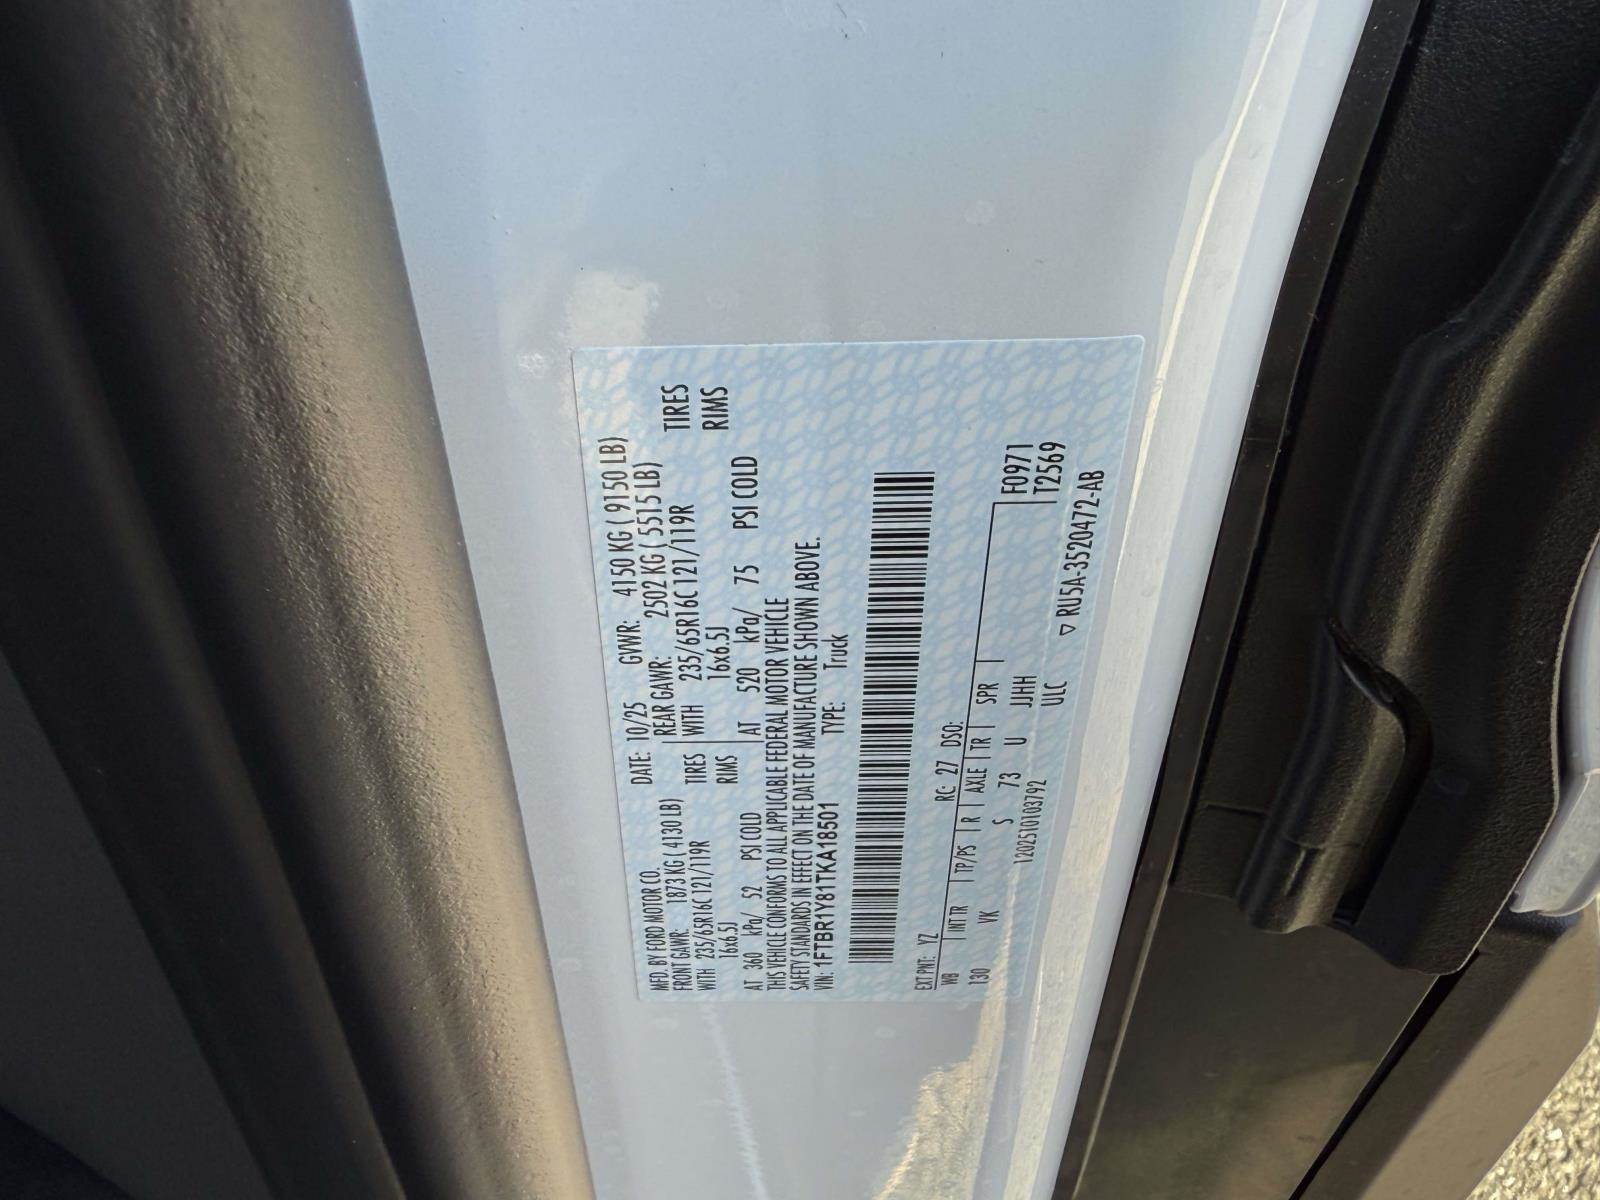 MFD. BY FORD MOTOR CO. DATE: 10/25 GVWR: 4150 KG ( 9150 LB)
FRONT GAWR: 1873 KG ( 4130 LB) REAR GAWR: 2502 KG ( 5515 LB)
WITH 235/65R16C 121/119R TIRES WITH 235/65R16C 121/119R TIRES
16x6.5J RIMS 16x6.5J RIMS
AT 360 kPa/ 52 PSI COLD AT 520 kPa/ 75 PSI COLD
THIS VEHICLE CONFORMS TO ALL APPLICABLE FEDERAL MOTOR VEHICLE
SAFETY STANDARDS IN EFFECT ON THE DATE OF MANUFACTURE SHOWN ABOVE.
VIN: 1FTBR1Y81TKA18501 TYPE: Truck
EXT PNT: YZ RC: 27 DSO:
WB INT TR TP/PS R AXLE TR SPR F0971
130 VK S 73 U JJHH T2569
1202510103792 ULC
▽ RU5A-3520472-AB